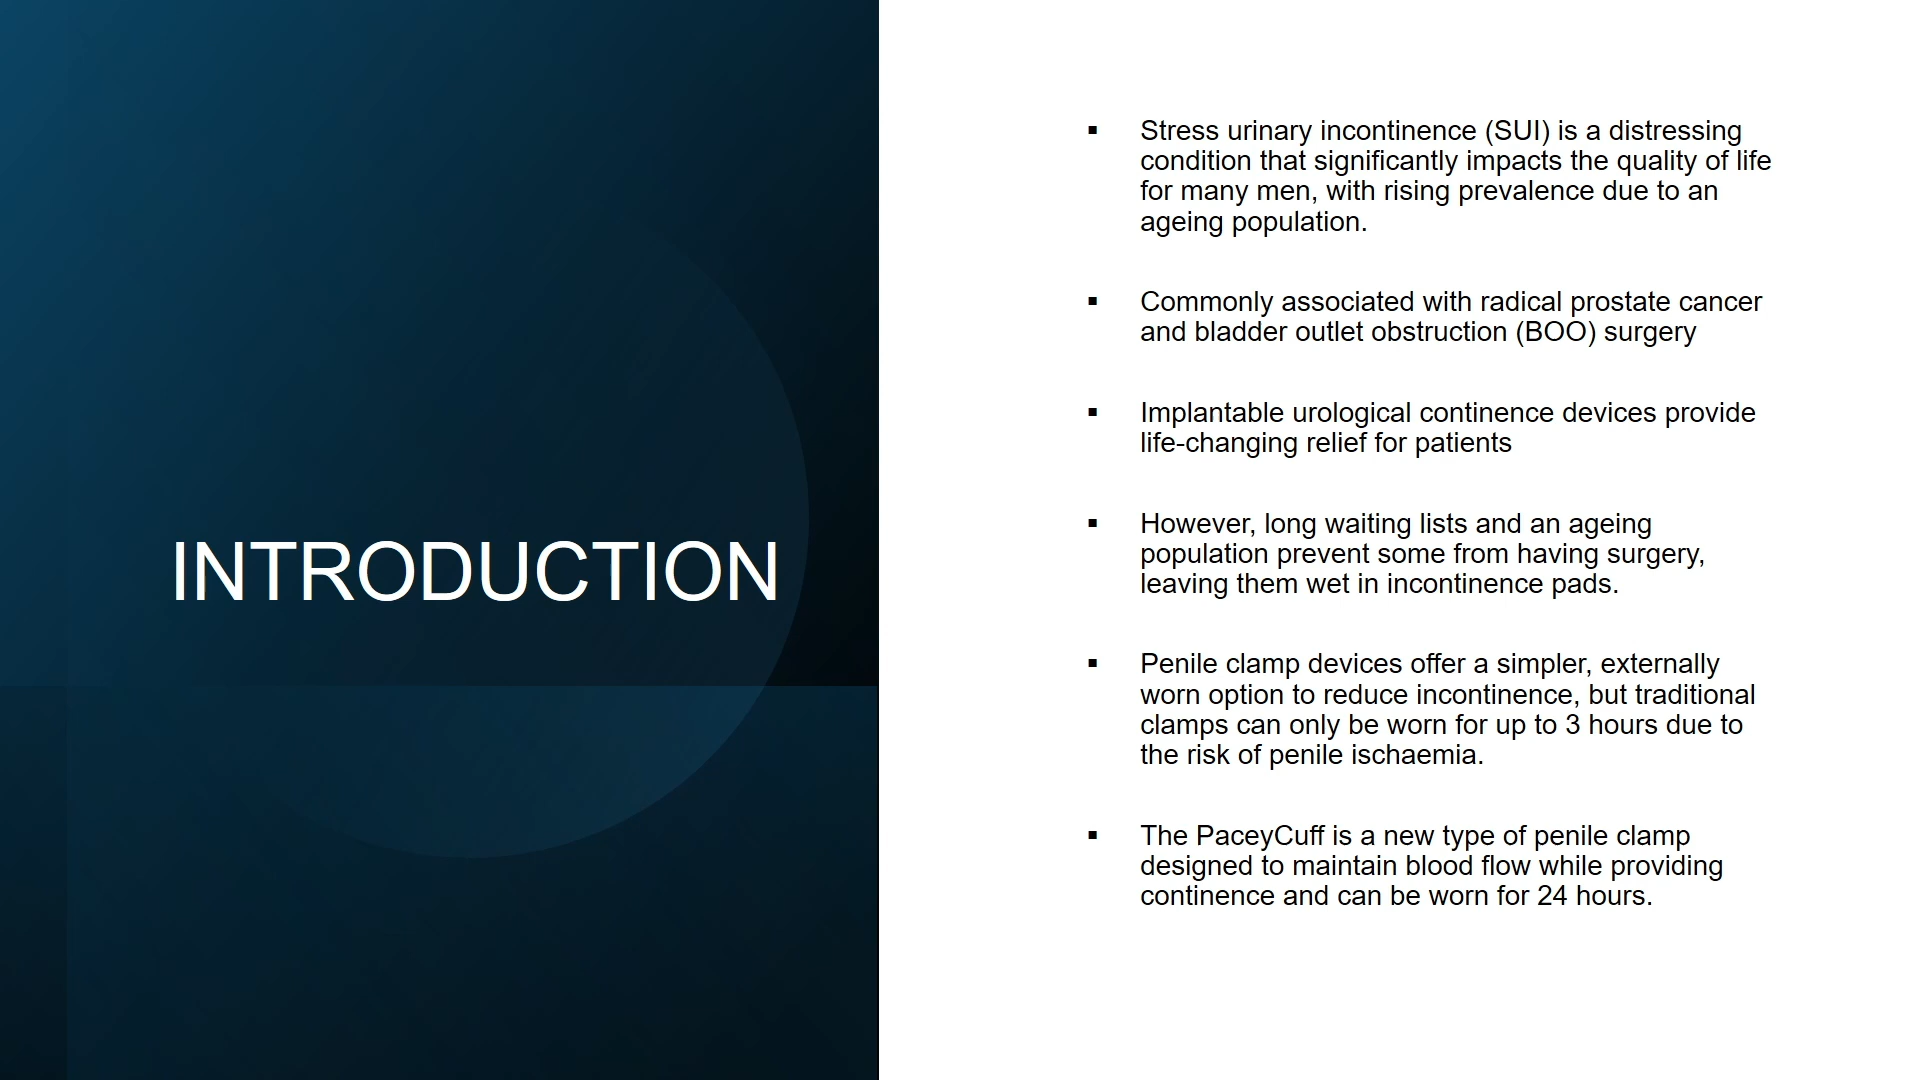 INTRODUCTION
▪ Stress urinary incontinence (SUI) is a distressing
condition that significantly impacts the quality of life
for many men, with rising prevalence due to an
ageing population.
▪ Commonly associated with radical prostate cancer
and bladder outlet obstruction (BOO) surgery
▪ Implantable urological continence devices provide
life-changing relief for patients
▪ However, long waiting lists and an ageing
population prevent some from having surgery,
leaving them wet in incontinence pads.
▪ Penile clamp devices offer a simpler, externally
worn option to reduce incontinence, but traditional
clamps can only be worn for up to 3 hours due to
the risk of penile ischaemia.
▪ The PaceyCuff is a new type of penile clamp
designed to maintain blood flow while providing
continence and can be worn for 24 hours.